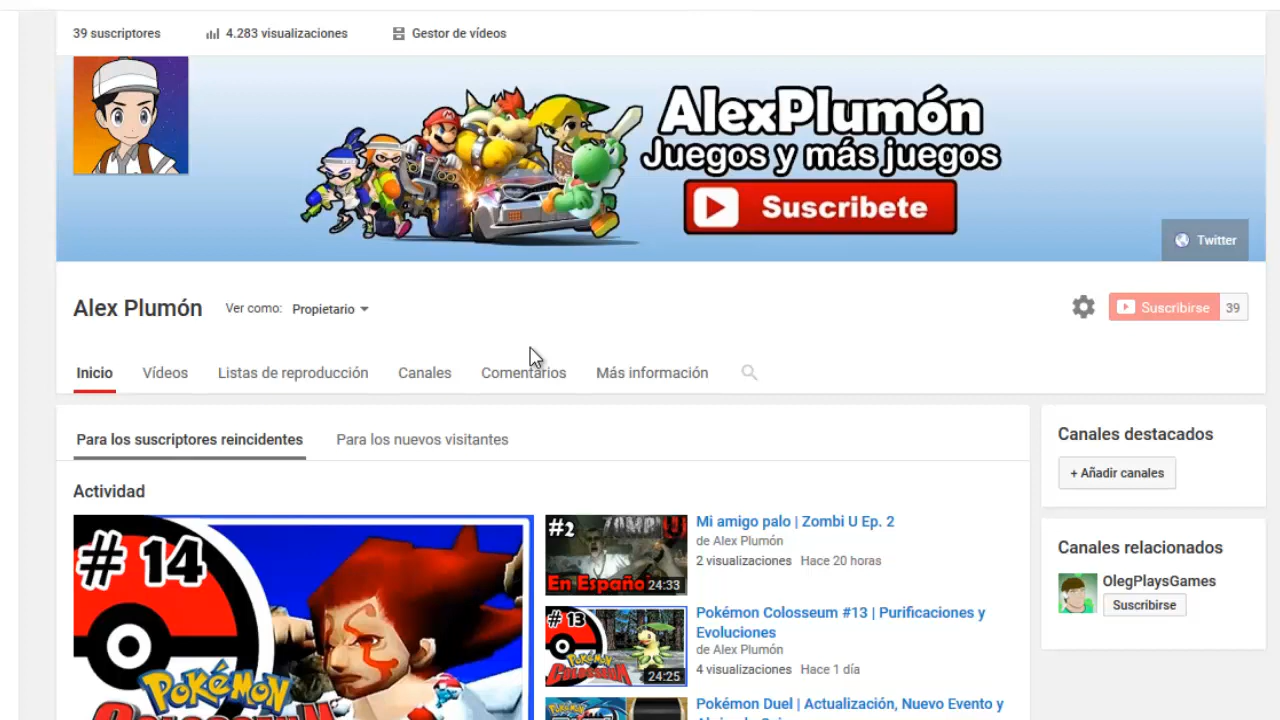 39 suscriptores 4.283 visualizaciones Gestor de vídeos
AlexPlumón
Juegos y más juegos
Suscribete
Twitter
Alex Plumón Ver como: Propietario
Suscribirse 39
Inicio Vídeos Listas de reproducción Canales Comentarios Más información
Para los suscriptores reincidentes Para los nuevos visitantes
Canales destacados
+ Añadir canales
Actividad
# 14
POKéMON
COLOSSEUM
#2
En Español
24:33
Mi amigo palo | Zombi U Ep. 2
de Alex Plumón
2 visualizaciones Hace 20 horas
# 13
POKéMON
COLOSSEUM
24:25
Pokémon Colosseum #13 | Purificaciones y
Evoluciones
de Alex Plumón
4 visualizaciones Hace 1 día
Pokémon Duel | Actualización, Nuevo Evento y
Canales relacionados
OlegPlaysGames
Suscribirse